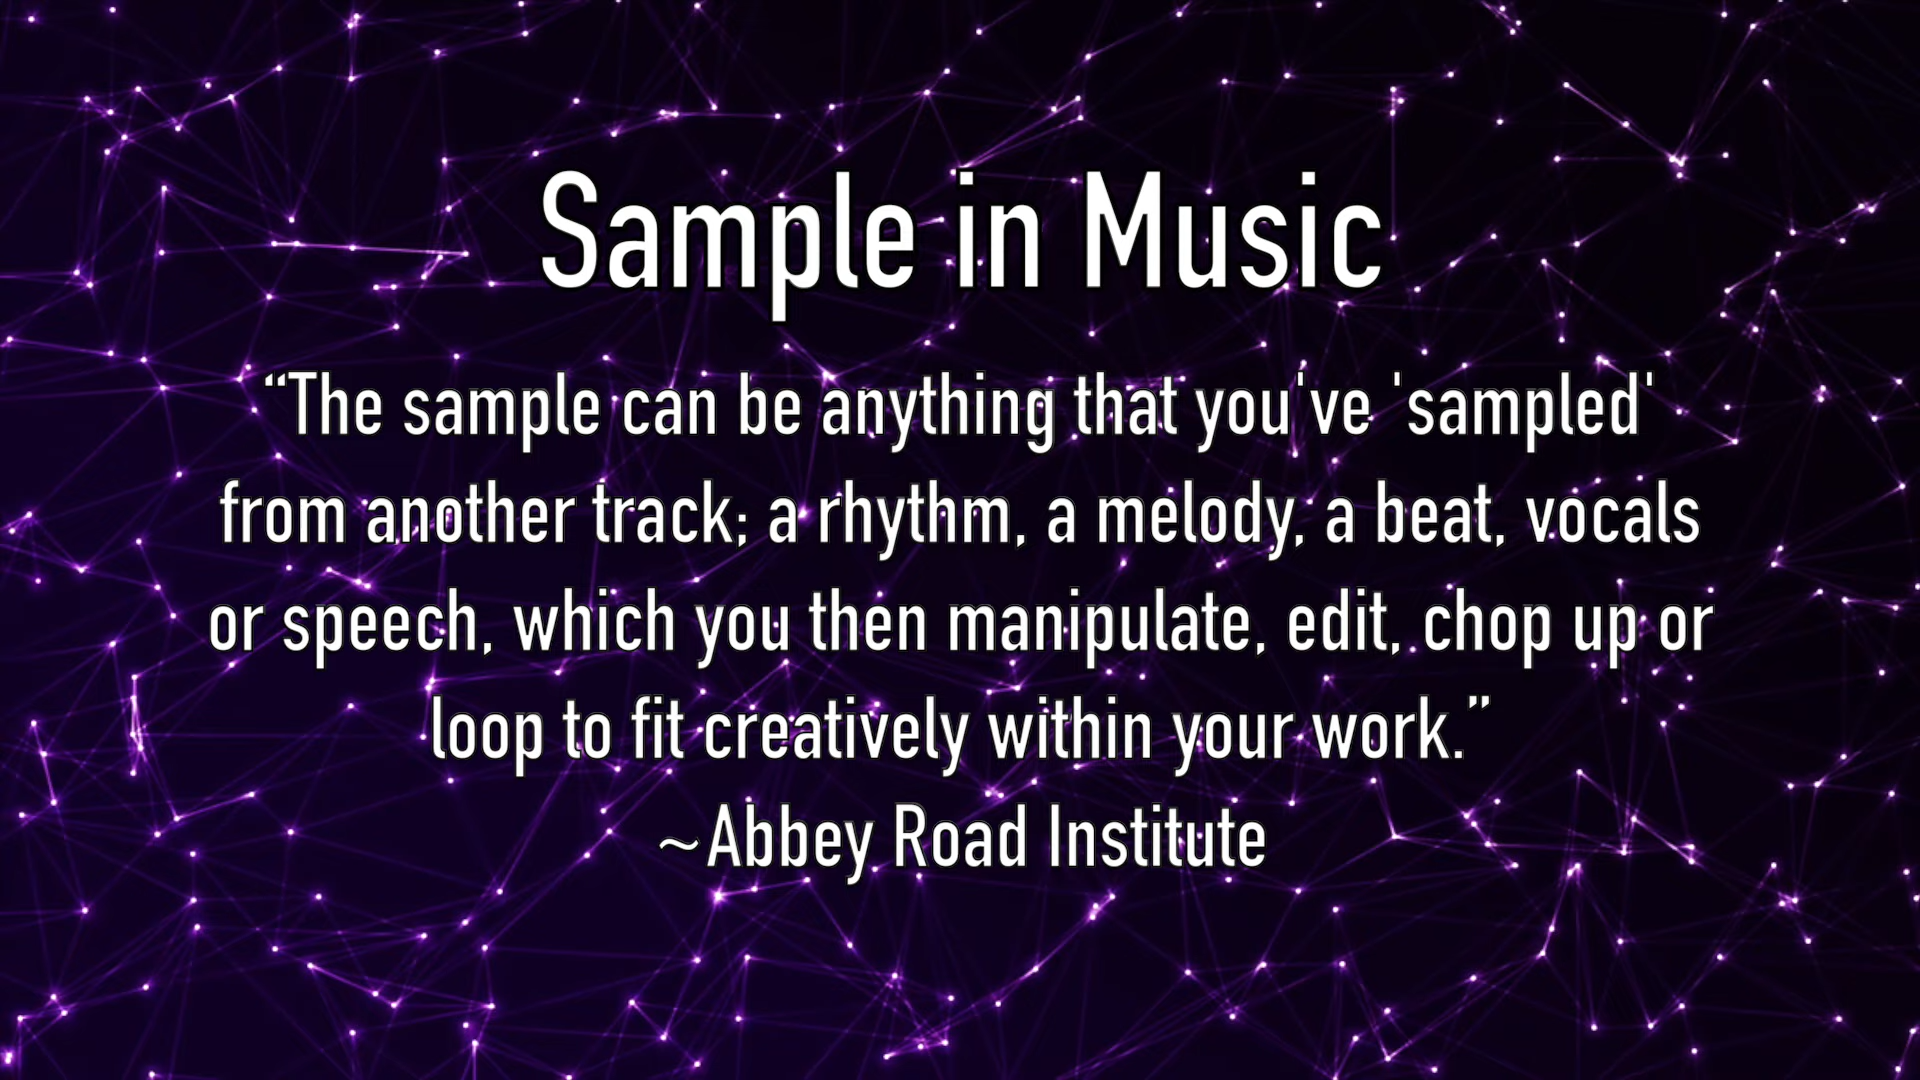 Sample in Music
“The sample can be anything that you've 'sampled'
from another track; a rhythm, a melody, a beat, vocals
or speech, which you then manipulate, edit, chop up or
loop to fit creatively within your work.”
~Abbey Road Institute